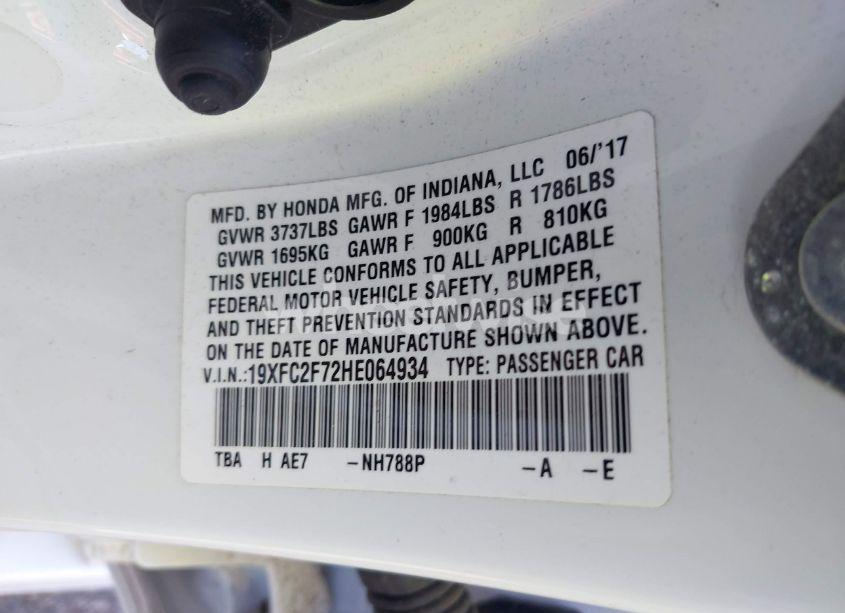 MFD. BY HONDA MFG. OF INDIANA, LLC 06/'17
GVWR 3737LBS GAWR F 1984LBS R 1786LBS
GVWR 1695KG GAWR F 900KG R 810KG
THIS VEHICLE CONFORMS TO ALL APPLICABLE
FEDERAL MOTOR VEHICLE SAFETY, BUMPER,
AND THEFT PREVENTION STANDARDS IN EFFECT
ON THE DATE OF MANUFACTURE SHOWN ABOVE.
V.I.N.:19XFC2F72HE064934 TYPE: PASSENGER CAR
TBA H AE7 -NH788P -A -E